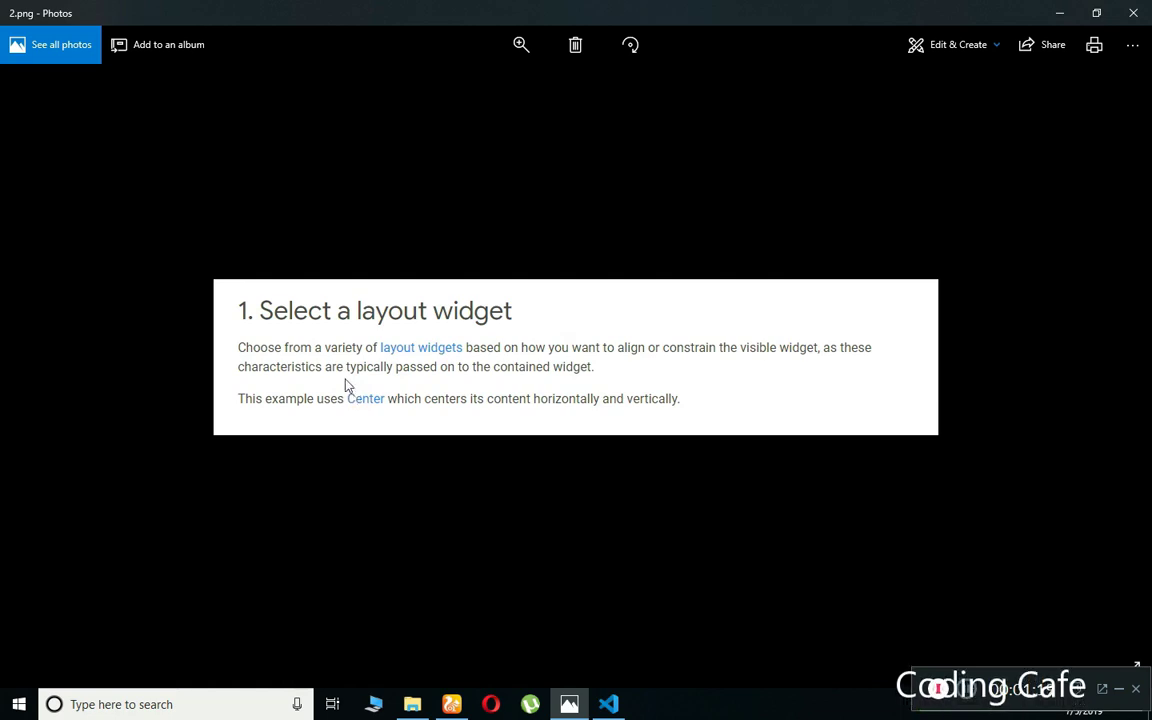 2.png - Photos
See all photos
Add to an album
Edit & Create
Share
1. Select a layout widget
Choose from a variety of layout widgets based on how you want to align or constrain the visible widget, as these
characteristics are typically passed on to the contained widget.
This example uses Center which centers its content horizontally and vertically.
Coding Cafe
Type here to search